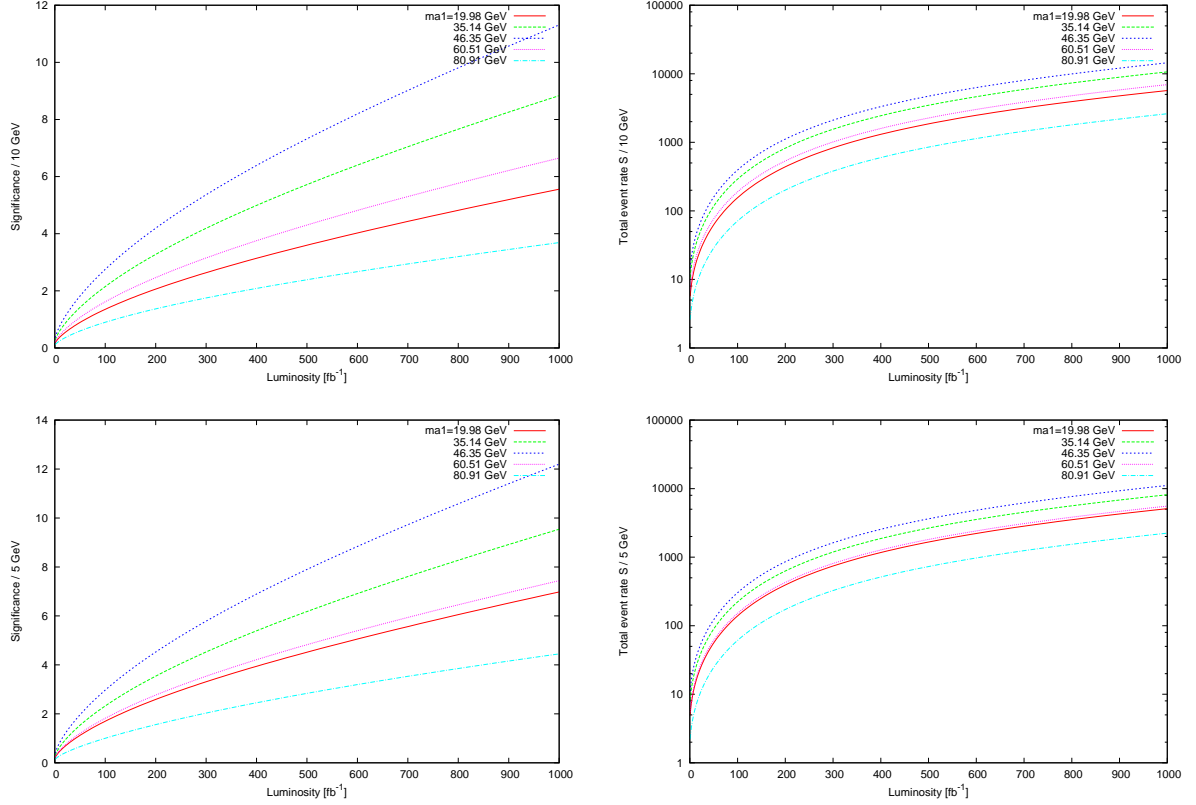 12
10
8
6
4
2
0
Significance / 10 GeV
0 100 200 300 400 500 600 700 800 900 1000
Luminosity [fb⁻¹]
ma1=19.98 GeV
35.14 GeV
46.35 GeV
60.51 GeV
80.91 GeV
100000
10000
1000
100
10
1
Total event rate S / 10 GeV
0 100 200 300 400 500 600 700 800 900 1000
Luminosity [fb⁻¹]
ma1=19.98 GeV
35.14 GeV
46.35 GeV
60.51 GeV
80.91 GeV
14
12
10
8
6
4
2
0
Significance / 5 GeV
0 100 200 300 400 500 600 700 800 900 1000
Luminosity [fb⁻¹]
ma1=19.98 GeV
35.14 GeV
46.35 GeV
60.51 GeV
80.91 GeV
100000
10000
1000
100
10
1
Total event rate S / 5 GeV
0 100 200 300 400 500 600 700 800 900 1000
Luminosity [fb⁻¹]
ma1=19.98 GeV
35.14 GeV
46.35 GeV
60.51 GeV
80.91 GeV